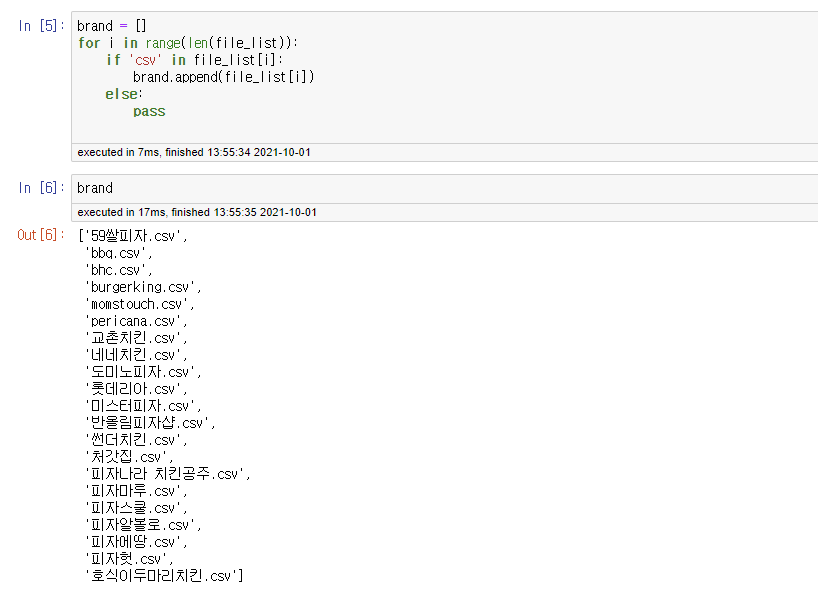 In [5]: brand = []
for i in range(len(file_list)):
    if 'csv' in file_list[i]:
        brand.append(file_list[i])
    else:
        pass
executed in 7ms, finished 13:55:34 2021-10-01
In [6]: brand
executed in 17ms, finished 13:55:35 2021-10-01
Out[6]: ['59쌀피자.csv',
'bbq.csv',
'bhc.csv',
'burgerking.csv',
'momstouch.csv',
'pericana.csv',
'교촌치킨.csv',
'네네치킨.csv',
'도미노피자.csv',
'롯데리아.csv',
'미스터피자.csv',
'반올림피자샵.csv',
'썬더치킨.csv',
'처갓집.csv',
'피자나라 치킨공주.csv',
'피자마루.csv',
'피자스쿨.csv',
'피자알볼로.csv',
'피자에땅.csv',
'피자헛.csv',
'호식이두마리치킨.csv']